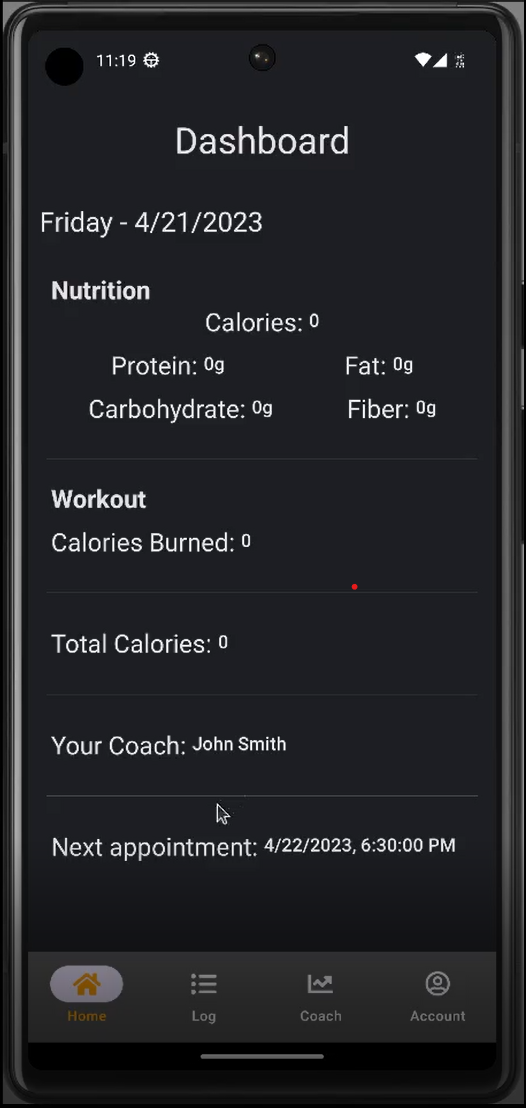 11:19
Dashboard
Friday - 4/21/2023
Nutrition
Calories: 0
Protein: 0g Fat: 0g
Carbohydrate: 0g Fiber: 0g
Workout
Calories Burned: 0
Total Calories: 0
Your Coach: John Smith
Next appointment: 4/22/2023, 6:30:00 PM
Home Log Coach Account